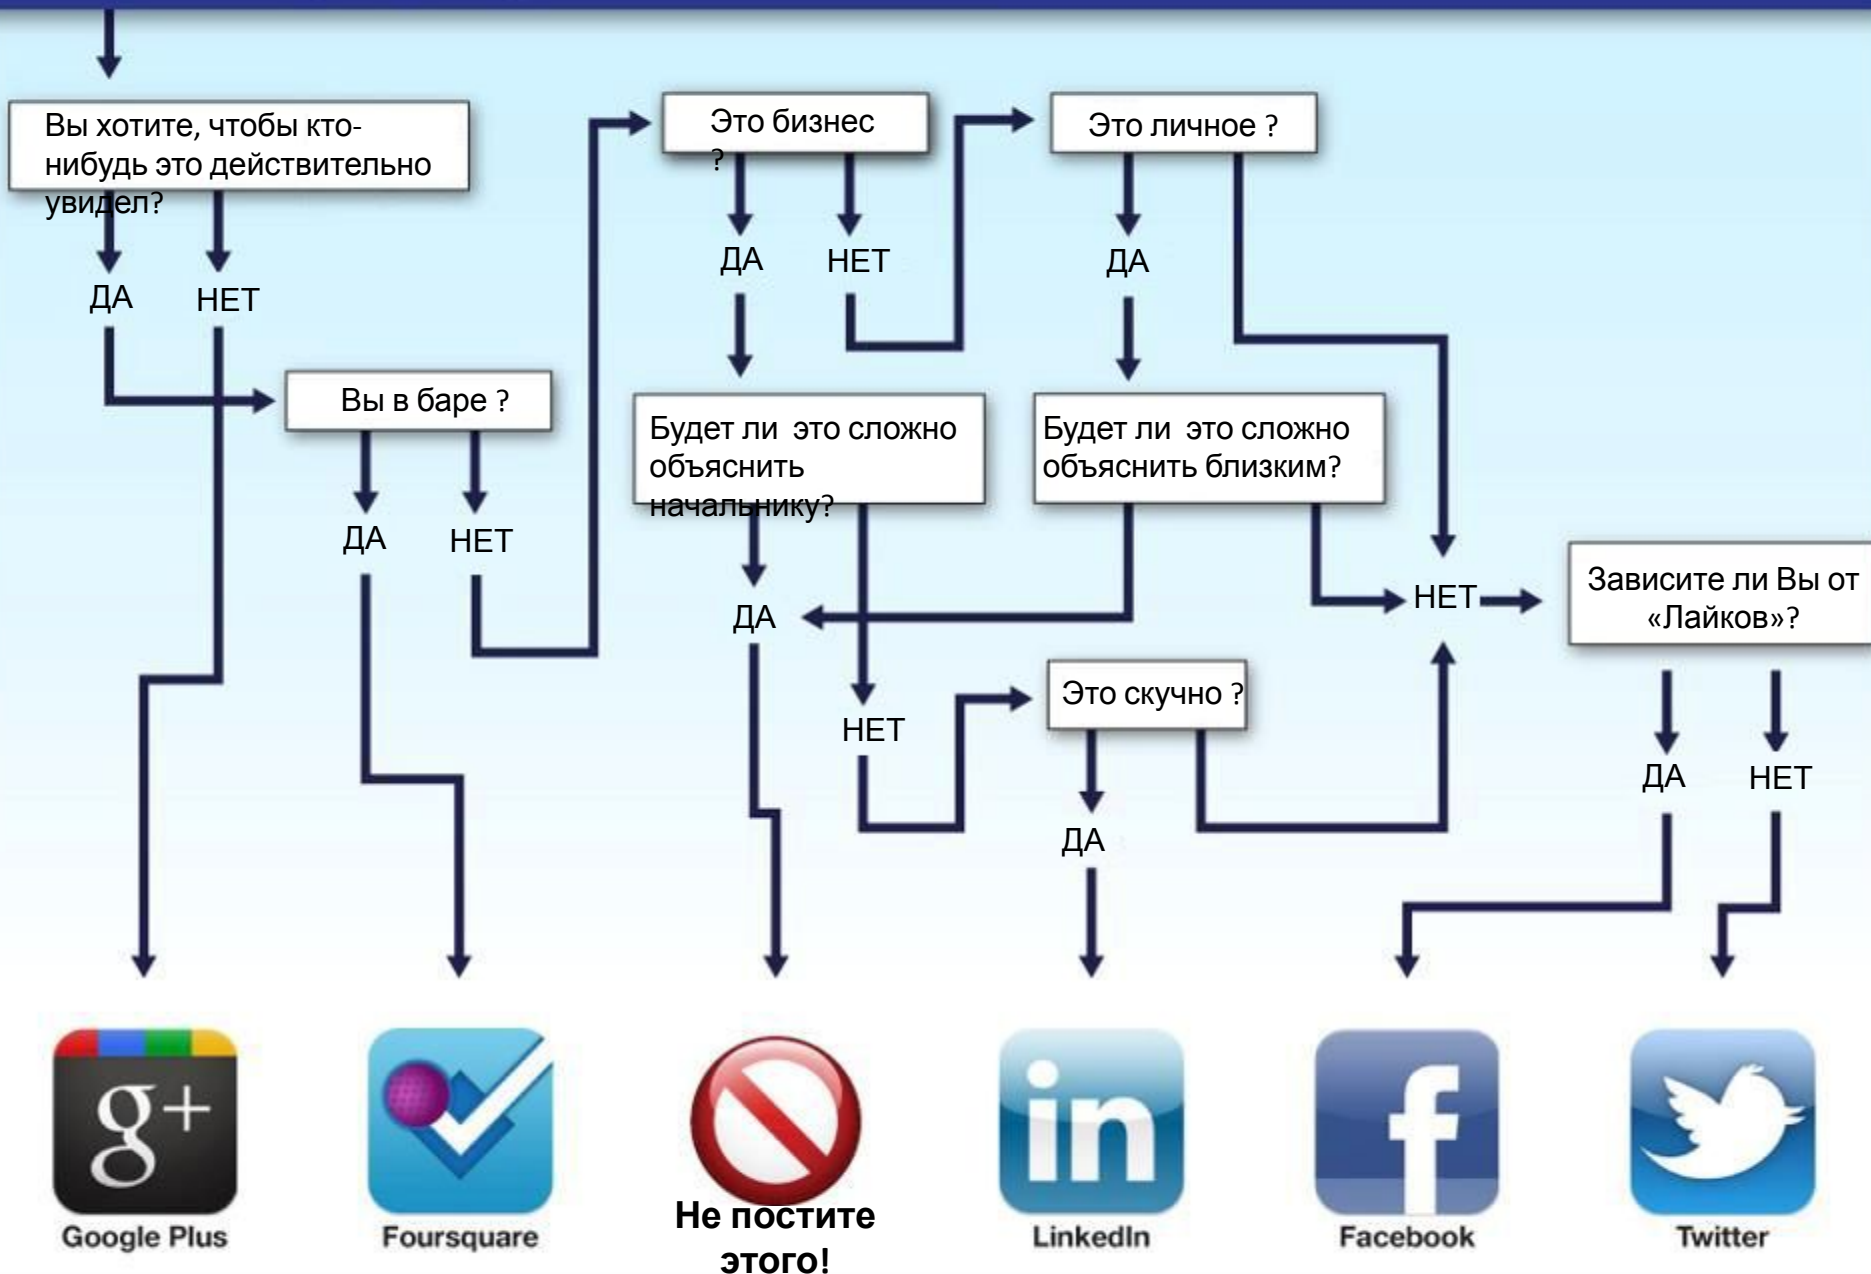 Вы хотите, чтобы кто-
нибудь это действительно
увидел?
ДА
НЕТ
Вы в баре ?
ДА
НЕТ
Это бизнес
?
ДА
НЕТ
Это личное ?
ДА
Будет ли это сложно
объяснить
начальнику?
Будет ли это сложно
объяснить близким?
ДА
НЕТ
НЕТ
Это скучно ?
ДА
Зависите ли Вы от
«Лайков»?
ДА
НЕТ
g+
Google Plus
Foursquare
Не постите
этого!
in
LinkedIn
f
Facebook
Twitter